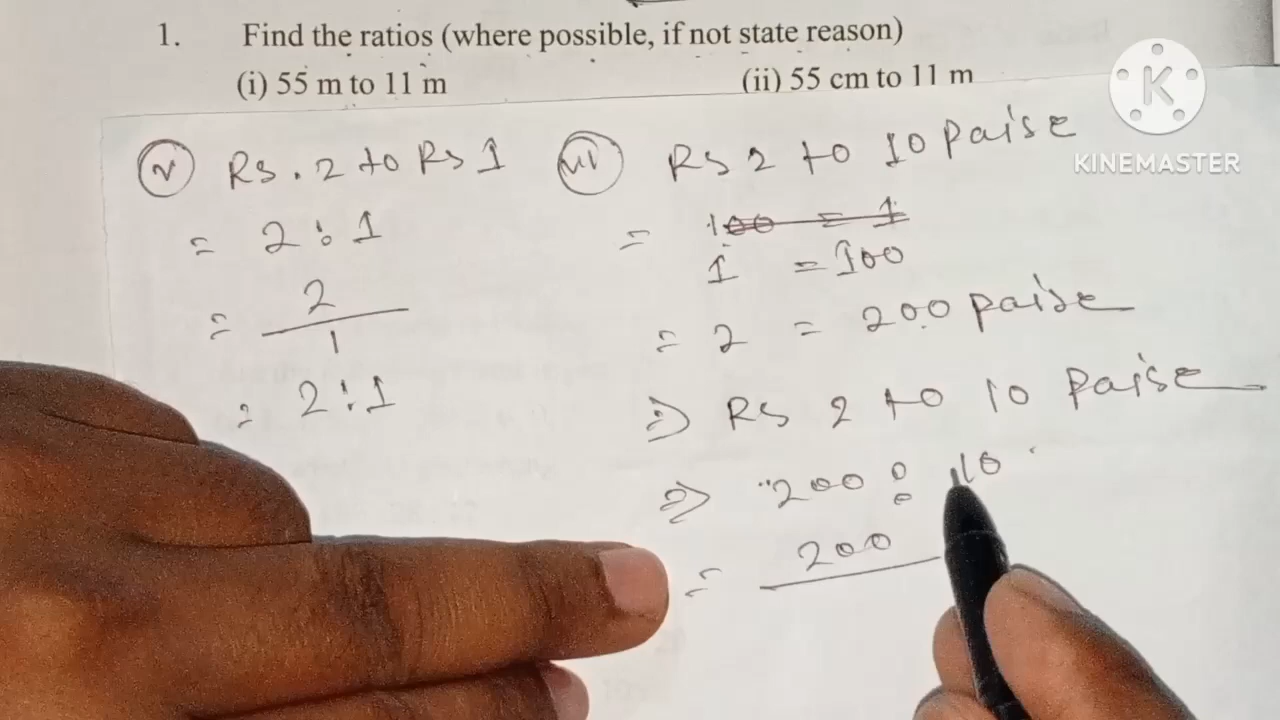 1. Find the ratios (where possible, if not state reason)
(i) 55 m to 11 m (ii) 55 cm to 11 m
K
KINEMASTER
(v) Rs. 2 to Rs 1
= 2 : 1
= 2
1
= 2 : 1
Rs 2 to 10 paise
= 100 = 1
1 = 100
= 2 = 200 paise
=> Rs 2 to 10 Paise
=> 200 : 10
= 200